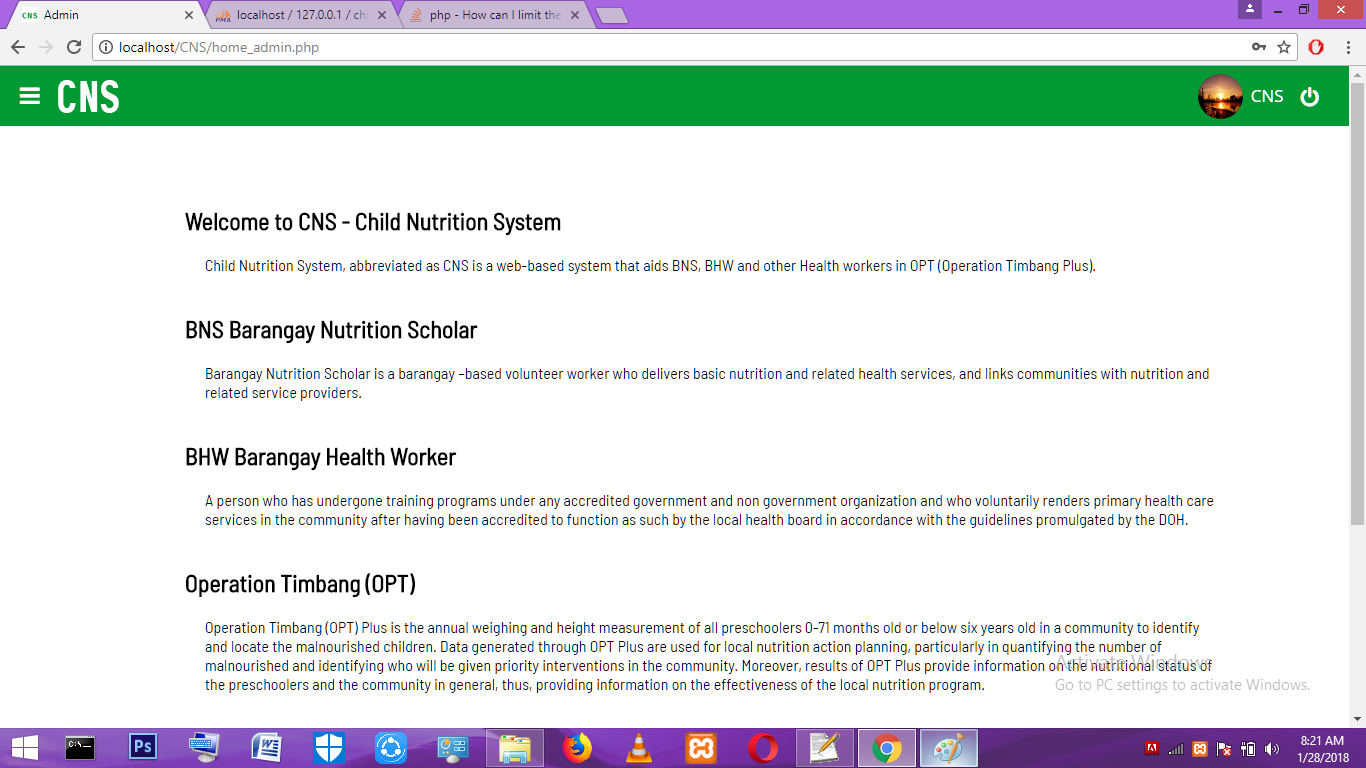 CNS Admin
localhost / 127.0.0.1 / chi
php - How can I limit the
localhost/CNS/home_admin.php
CNS
CNS
Welcome to CNS - Child Nutrition System
Child Nutrition System, abbreviated as CNS is a web-based system that aids BNS, BHW and other Health workers in OPT (Operation Timbang Plus).
BNS Barangay Nutrition Scholar
Barangay Nutrition Scholar is a barangay –based volunteer worker who delivers basic nutrition and related health services, and links communities with nutrition and
related service providers.
BHW Barangay Health Worker
A person who has undergone training programs under any accredited government and non government organization and who voluntarily renders primary health care
services in the community after having been accredited to function as such by the local health board in accordance with the guidelines promulgated by the DOH.
Operation Timbang (OPT)
Operation Timbang (OPT) Plus is the annual weighing and height measurement of all preschoolers 0-71 months old or below six years old in a community to identify
and locate the malnourished children. Data generated through OPT Plus are used for local nutrition action planning, particularly in quantifying the number of
malnourished and identifying who will be given priority interventions in the community. Moreover, results of OPT Plus provide information on the nutritional Status of
the preschoolers and the community in general, thus, providing information on the effectiveness of the local nutrition program.
Activate Windows
Go to PC settings to activate Windows.
Ps
8:21 AM
1/28/2018